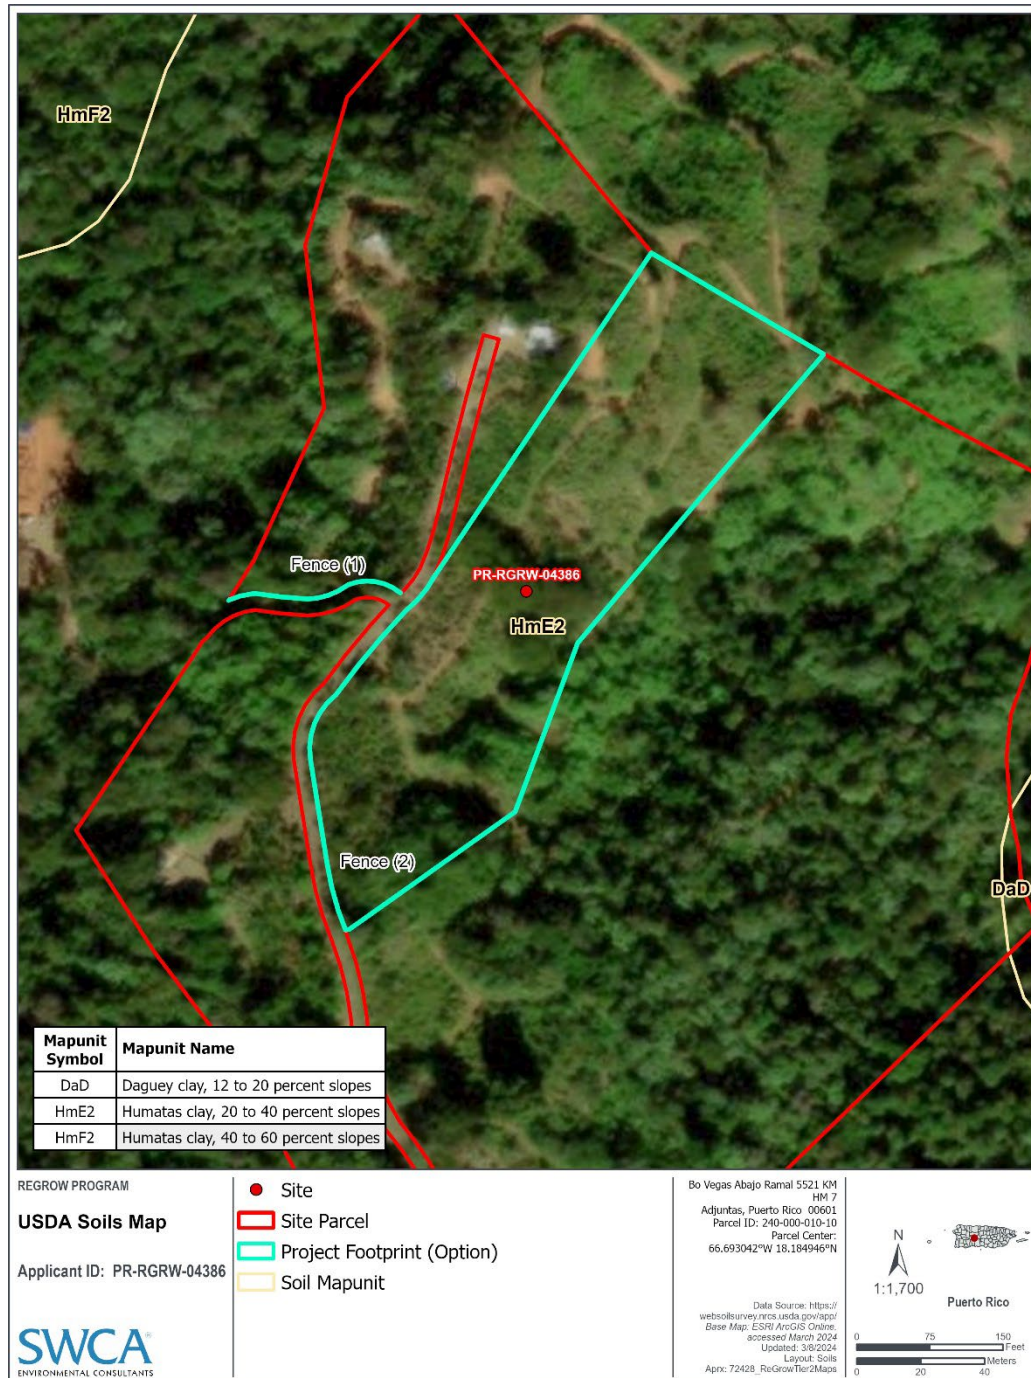 HmF2
Fence (1)
PR-RGRW-04386
HmE2
Fence (2)
DaD
Mapunit Symbol Mapunit Name
DaD Daguey clay, 12 to 20 percent slopes
HmE2 Humatas clay, 20 to 40 percent slopes
HmF2 Humatas clay, 40 to 60 percent slopes
REGROW PROGRAM
USDA Soils Map
Applicant ID: PR-RGRW-04386
SWCA
ENVIRONMENTAL CONSULTANTS
Site
Site Parcel
Project Footprint (Option)
Soil Mapunit
Bo Vegas Abajo Ramal 5521 KM
HM 7
Adjuntas, Puerto Rico 00601
Parcel ID: 240-000-010-10
Parcel Center:
66.693042°W 18.184946°N
Data Source: https://
websoilsurvey.nrcs.usda.gov/app/
Base Map: ESRI ArcGIS Online,
accessed March 2024
Updated: 3/8/2024
Layout: Soils
Aprx: 72428_ReGrowTier2Maps
N
1:1,700
Puerto Rico
0 75 150
Feet
Meters
0 20 40